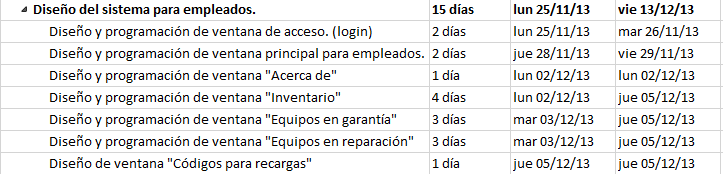 Diseño del sistema para empleados. 15 días lun 25/11/13 vie 13/12/13
Diseño y programación de ventana de acceso. (login) 2 días lun 25/11/13 mar 26/11/13
Diseño y programación de ventana principal para empleados. 2 días jue 28/11/13 vie 29/11/13
Diseño y programación de ventana "Acerca de" 1 día lun 02/12/13 lun 02/12/13
Diseño y programación de ventana "Inventario" 4 días lun 02/12/13 jue 05/12/13
Diseño y programación de ventana "Equipos en garantía" 3 días mar 03/12/13 jue 05/12/13
Diseño y programación de ventana "Equipos en reparación" 3 días mar 03/12/13 jue 05/12/13
Diseño de ventana "Códigos para recargas" 1 día jue 05/12/13 jue 05/12/13